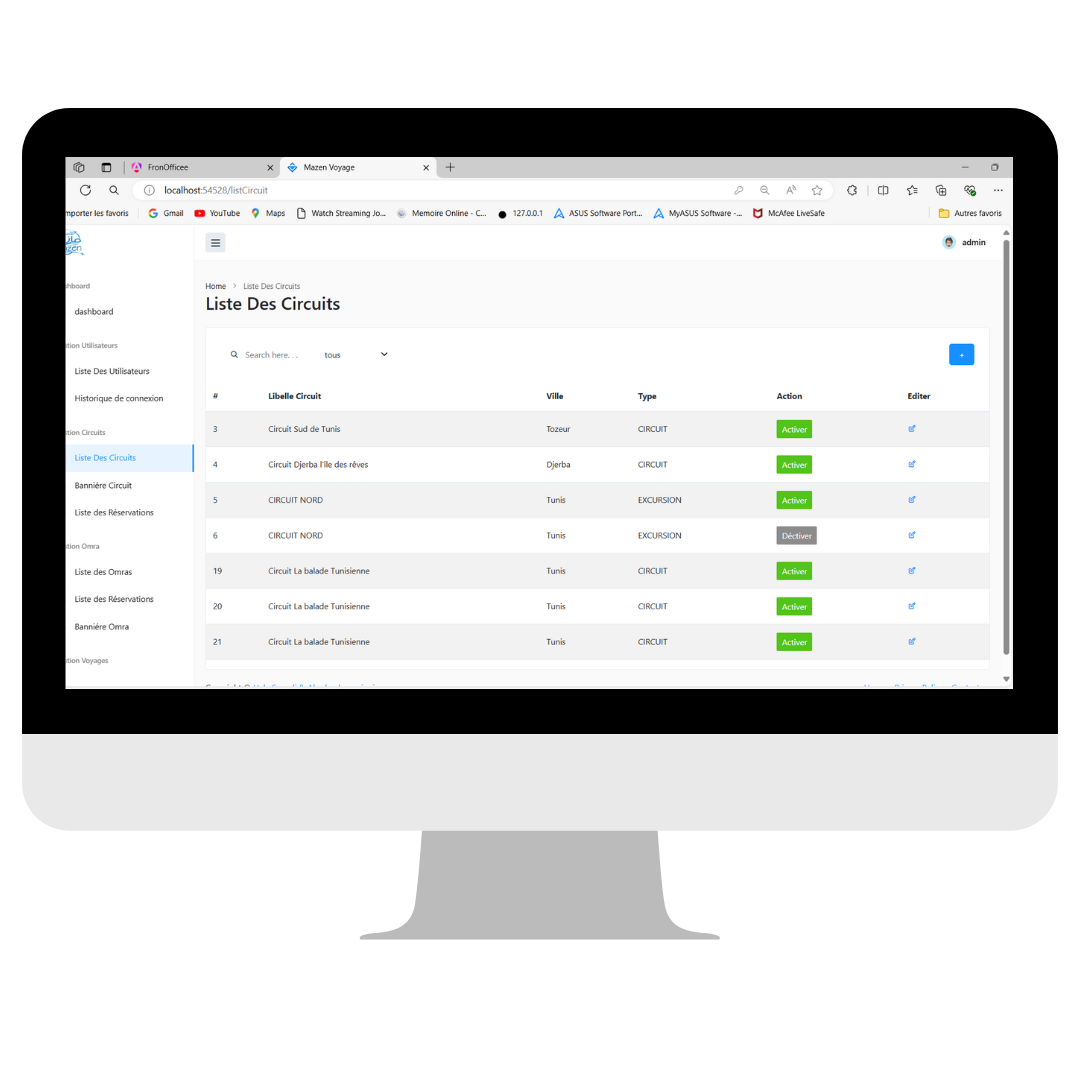 FronOfficee
Mazen Voyage
localhost:54528/listCircuit
mporter les favoris Gmail YouTube Maps Watch Streaming Jo... Memoire Online - C... 127.0.0.1 ASUS Software Port... MyASUS Software -... McAfee LiveSafe Autres favoris
admin
Home > Liste Des Circuits
Liste Des Circuits
hboard
dashboard
tion Utilisateurs
Liste Des Utilisateurs
Historique de connexion
tion Circuits
Liste Des Circuits
Bannière Circuit
Liste des Réservations
tion Omra
Liste des Omras
Liste des Réservations
Bannière Omra
tion Voyages
Search here. . . tous +
# Libelle Circuit Ville Type Action Editer
3 Circuit Sud de Tunis Tozeur CIRCUIT Activer
4 Circuit Djerba l'île des rêves Djerba CIRCUIT Activer
5 CIRCUIT NORD Tunis EXCURSION Activer
6 CIRCUIT NORD Tunis EXCURSION Déctiver
19 Circuit La balade Tunisienne Tunis CIRCUIT Activer
20 Circuit La balade Tunisienne Tunis CIRCUIT Activer
21 Circuit La balade Tunisienne Tunis CIRCUIT Activer